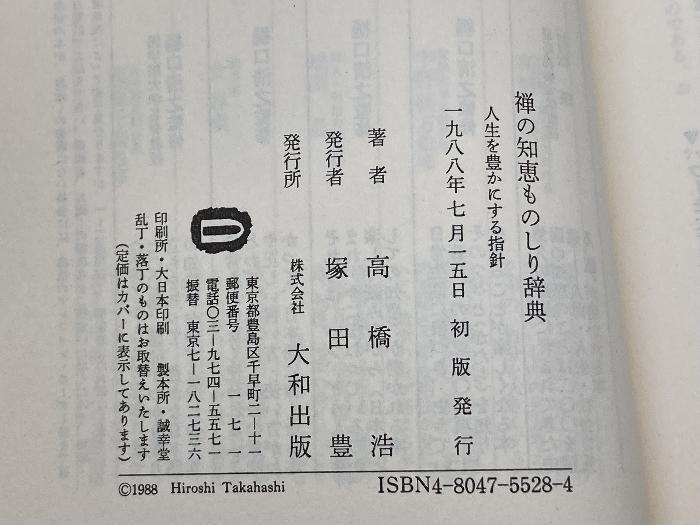 禅の知恵ものしり辞典
人生を豊かにする指針
一九八八年七月一五日 初版発行
著者 高橋浩
発行者 塚田豊
発行所 株式会社 大和出版
東京都豊島区千早町二ー十一
郵便番号 一七一
電話〇三ー九七四ー五五七一
振替 東京七ー一八二七三六
印刷所・大日本印刷 製本所・誠幸堂
乱丁・落丁のものはお取替えいたします
(定価はカバーに表示してあります)
©1988 Hiroshi Takahashi
ISBN4-8047-5528-4